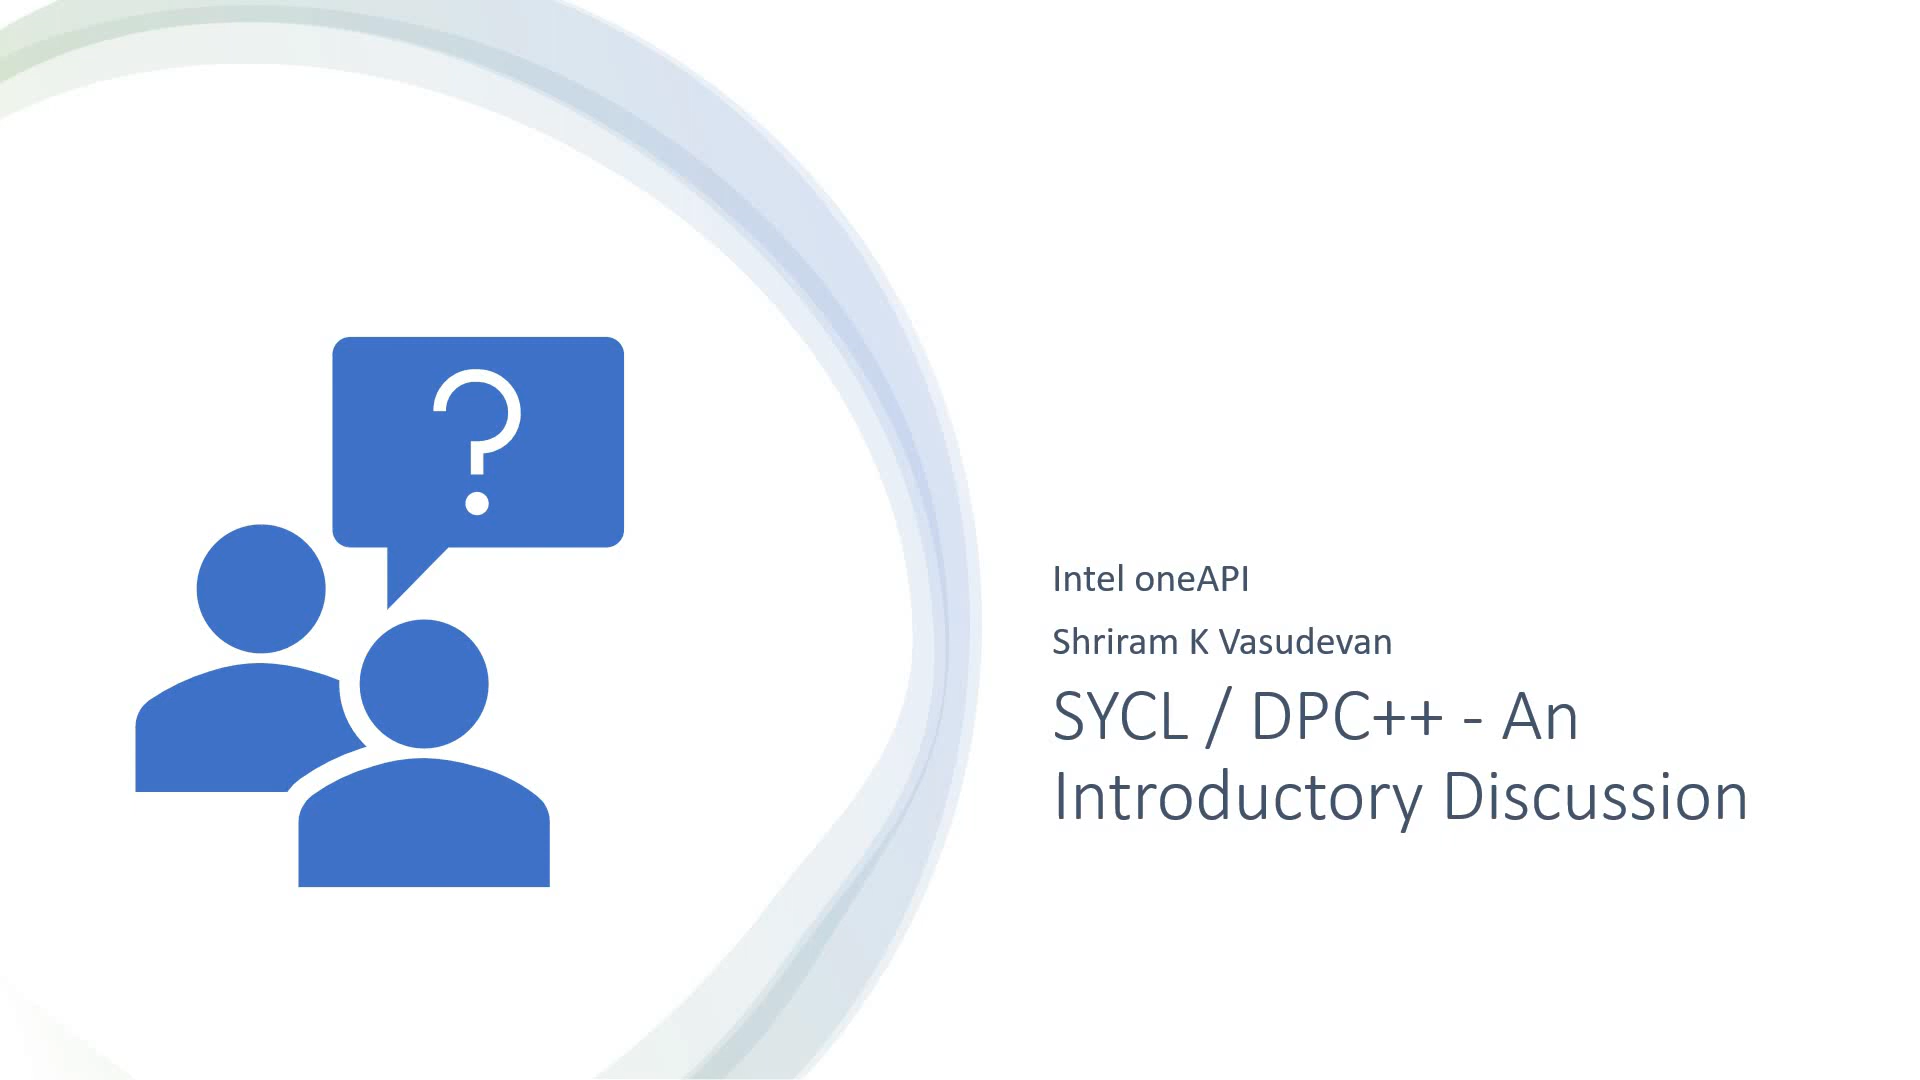 Intel oneAPI
Shriram K Vasudevan
SYCL / DPC++ - An
Introductory Discussion
?